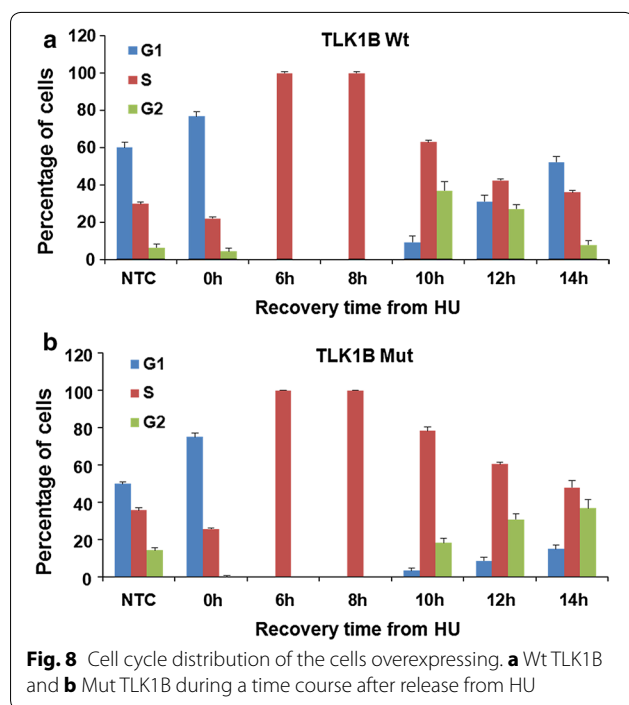 a
TLK1B Wt
G1
S
G2
Percentage of cells
120
100
80
60
40
20
0
NTC 0h 6h 8h 10h 12h 14h
Recovery time from HU
b
TLK1B Mut
G1
S
G2
Percentage of cells
120
100
80
60
40
20
0
NTC 0h 6h 8h 10h 12h 14h
Recovery time from HU
Fig. 8 Cell cycle distribution of the cells overexpressing. a Wt TLK1B
and b Mut TLK1B during a time course after release from HU